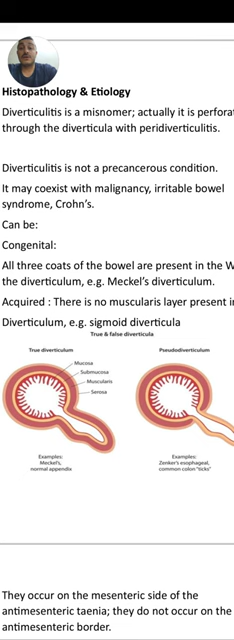 Histopathology & Etiology
Diverticulitis is a misnomer; actually it is
through the diverticula with peridiverticulitis.
Diverticulitis is not a precancerous condition.
It may coexist with malignancy, irritable bowel
syndrome, Crohn's.
Can be:
Congenital:
All three coats of the bowel are present in the
the diverticulum, e.g. Meckel's diverticulum.
Acquired : There is no muscularis layer present
Diverticulum, e.g. sigmoid diverticula
True & false diverticula
True diverticulum
Pseudodiverticulum
Mucosa
Submucosa
Muscularis
Serosa
Examples:
Meckel's,
normal appendix
Examples:
Zenker's esophageal,
common colon "ticks"
They occur on the mesenteric side of the
antimesenteric taenia; they do not occur on the
antimesenteric border.